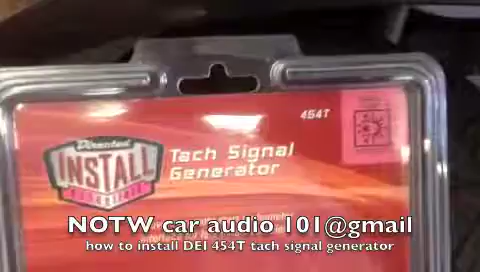 454T
Directed
INSTALL
ESSENTIALS
Tach Signal
Generator
NOTW car audio 101@gmail
how to install DEI 454T tach signal generator